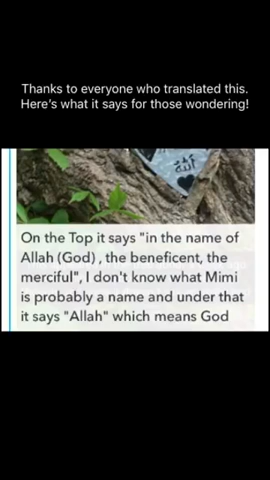 Thanks to everyone who translated this.
Here's what it says for those wondering!
الله
On the Top it says "in the name of
Allah (God) , the beneficent, the
merciful", I don't know what Mimi
is probably a name and under that
it says "Allah" which means God